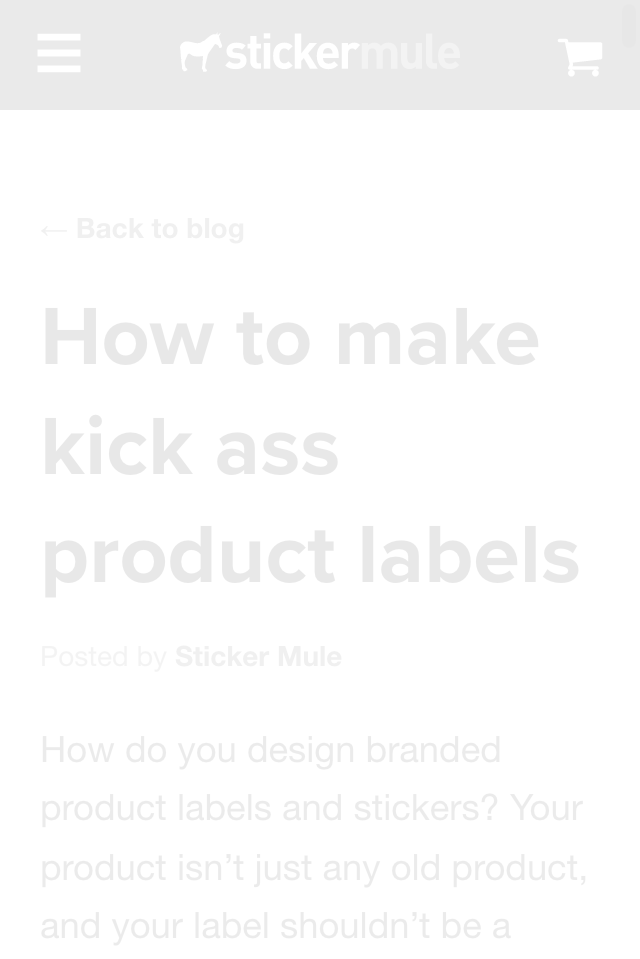 stickermule
← Back to blog
How to make
kick ass
product labels
Posted by Sticker Mule
How do you design branded
product labels and stickers? Your
product isn’t just any old product,
and your label shouldn’t be a